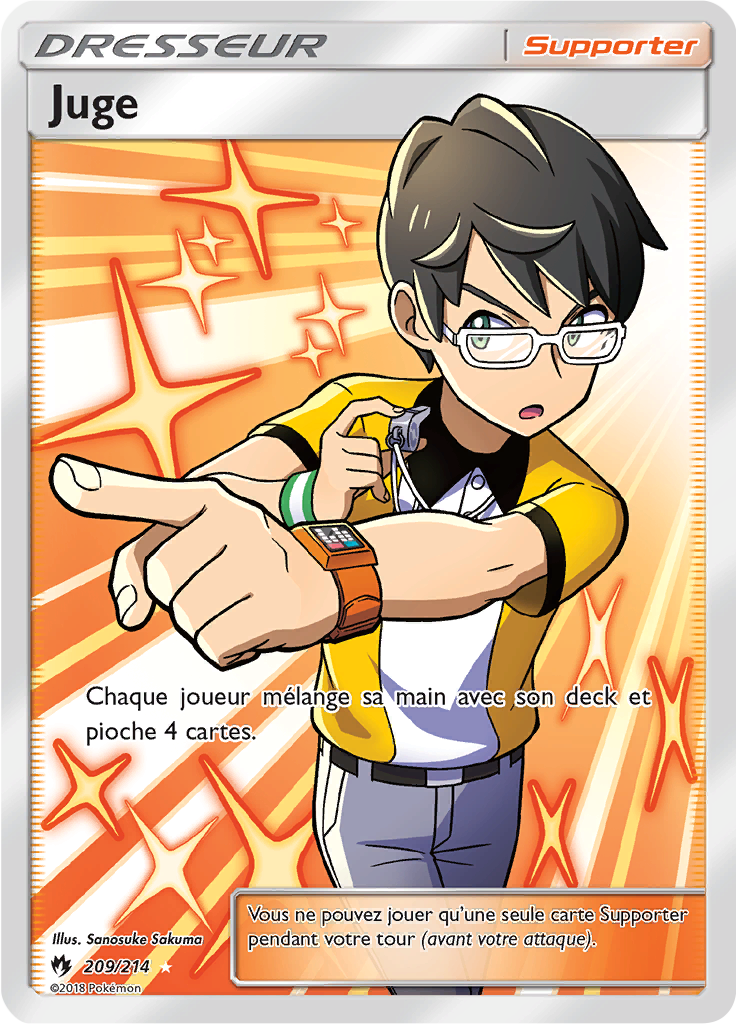 DRESSEUR
Supporter
Juge
Chaque joueur mélange sa main avec son deck et
pioche 4 cartes.
Vous ne pouvez jouer qu'une seule carte Supporter
pendant votre tour (avant votre attaque).
Illus. Sanosuke Sakuma
209/214
©2018 Pokémon